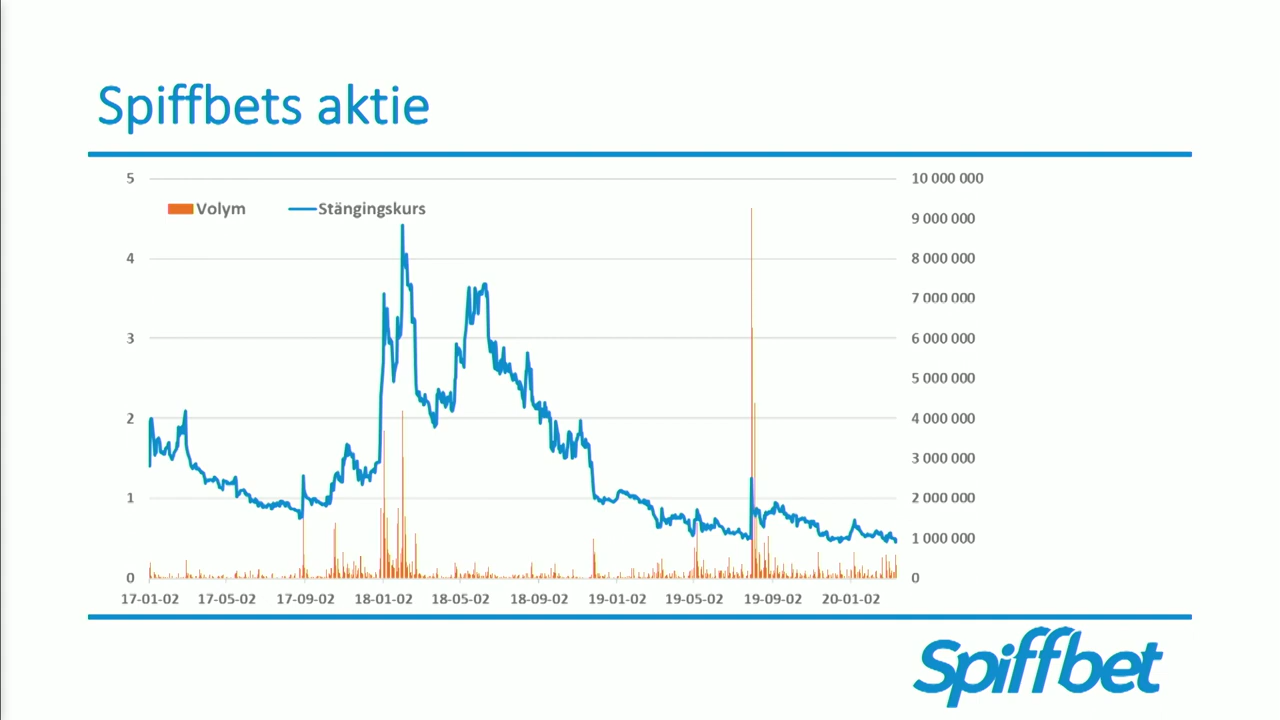 Spiffbets aktie
5
10 000 000
Volym
Stängingskurs
9 000 000
4
8 000 000
7 000 000
3
6 000 000
5 000 000
2
4 000 000
3 000 000
1
2 000 000
1 000 000
0
0
17-01-02 17-05-02 17-09-02 18-01-02 18-05-02 18-09-02 19-01-02 19-05-02 19-09-02 20-01-02
Spiffbet